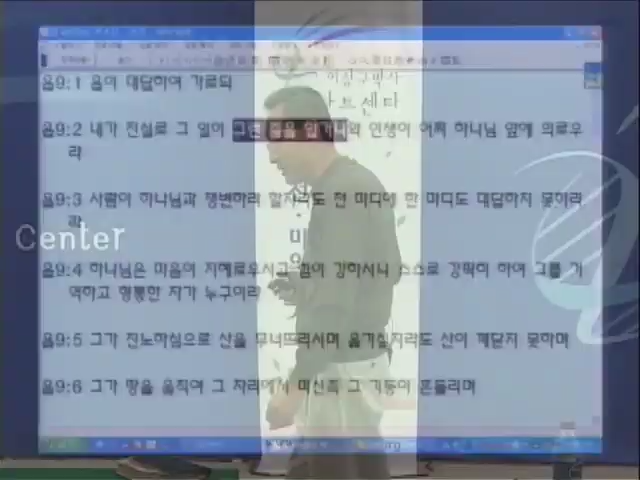 이상구박사
욥9:1 욥이 대답하여 가로되
욥9:2 내가 진실로 그 일이 그런 줄을 알거니와 인생이 어찌 하나님 앞에 의로우
랴
욥9:3 사람이 하나님과 쟁변하려 할지라도 천 마디에 한 마디도 대답하지 못하리
라
Center
욥9:4 하나님은 마음이 지혜로우시고 힘이 강하시니 스스로 강퍅히 하여 그를 거
역하고 형통한 자가 누구이랴
욥9:5 그가 진노하심으로 산을 무너뜨리시며 옮기실지라도 산이 깨닫지 못하며
욥9:6 그가 땅을 움직여 그 자리에서 미신즉 그 기둥이 흔들리며